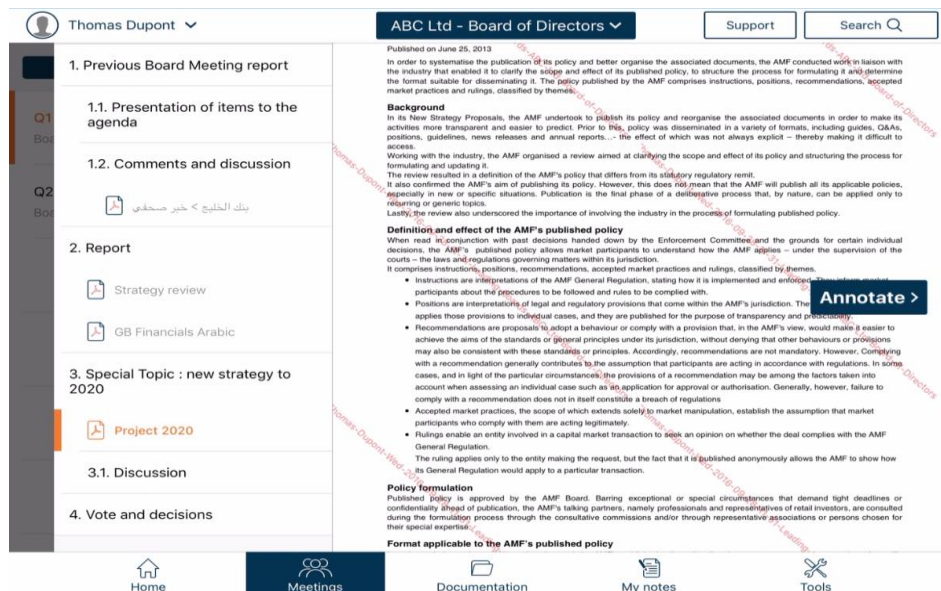 Thomas Dupont
ABC Ltd - Board of Directors
Support
Search
Q1
Q2
1. Previous Board Meeting report
1.1. Presentation of items to the
agenda
1.2. Comments and discussion
بنك الخليج > خبر صحفي
2. Report
Strategy review
GB Financials Arabic
3. Special Topic : new strategy to
2020
Project 2020
3.1. Discussion
4. Vote and decisions
Published on June 25, 2013
In order to systematise the publication of its policy and better organise the associated documents, the AMF conducted work in liaison with
the industry that enabled it to clarify the scope and effect of its published policy, to structure the process for formulating it and determine
the format suitable for disseminating it. The policy published by the AMF comprises instructions, positions, recommendations, accepted
market practices and rulings, classified by themes.
Background
In its New Strategy Proposals, the AMF undertook to publish its policy and reorganise the associated documents in order to make its
activities more transparent and easier to predict. Prior to this, policy was disseminated in a variety of formats, including guides, Q&As,
positions, guidelines, news releases and annual reports...- the effect of which was not always explicit – thereby making it difficult to
access.
Working with the industry, the AMF organised a review aimed at clarifying the scope and effect of its policy and structuring the process for
formulating and updating it.
The review resulted in a definition of the AMF's policy that differs from its statutory regulatory remit.
It also confirmed the AMF's aim of publishing its policy. However, this does not mean that the AMF will publish all its applicable policies,
especially in new or specific situations. Publication is the final phase of a deliberative process that, by nature, can be applied only to
recurring or generic topics.
Lastly, the review also underscored the importance of involving the industry in the process of formulating published policy.
Definition and effect of the AMF's published policy
When read in conjunction with past decisions handed down by the Enforcement Committee and the grounds for certain individual
decisions, the AMF's published policy allows market participants to understand how the AMF applies – under the supervision of the
courts – the laws and regulations governing matters within its jurisdiction.
It comprises instructions, positions, recommendations, accepted market practices and rulings, classified by themes.
• Instructions are interpretations of the AMF General Regulation, stating how it is implemented and enforced. They inform market
participants about the procedures to be followed and rules to be complied with.
• Positions are interpretations of legal and regulatory provisions that come within the AMF's jurisdiction. The
applies those provisions to individual cases, and they are published for the purpose of transparency and predictability.
Annotate >
• Recommendations are proposals to adopt a behaviour or comply with a provision that, in the AMF's view, would make it easier to
achieve the aims of the standards or general principles under its jurisdiction, without denying that other behaviours or provisions
may also be consistent with these standards or principles. Accordingly, recommendations are not mandatory. However, Complying
with a recommendation generally contributes to the assumption that participants are acting in accordance with regulations. In some
cases, and in light of the particular circumstances, the provisions of a recommendation may be among the factors taken into
account when assessing an individual case such as an application for approval or authorisation. Generally, however, failure to
comply with a recommendation does not in itself constitute a breach of regulations
• Accepted market practices, the scope of which extends solely to market manipulation, establish the assumption that market
participants who comply with them are acting legitimately.
• Rulings enable an entity involved in a capital market transaction to seek an opinion on whether the deal complies with the AMF
General Regulation.
The ruling applies only to the entity making the request, but the fact that it is published anonymously allows the AMF to show how
its General Regulation would apply to a particular transaction.
Policy formulation
Published policy is approved by the AMF Board. Barring exceptional or special circumstances that demand tight deadlines or
confidentiality ahead of publication, the AMF's talking partners, namely professionals and representatives of retail investors, are consulted
during the formulation process through the consultative commissions and/or through representative associations or persons chosen for
their special expertise.
Format applicable to the AMF's published policy
Home
Meetings
Documentation
My notes
Tools